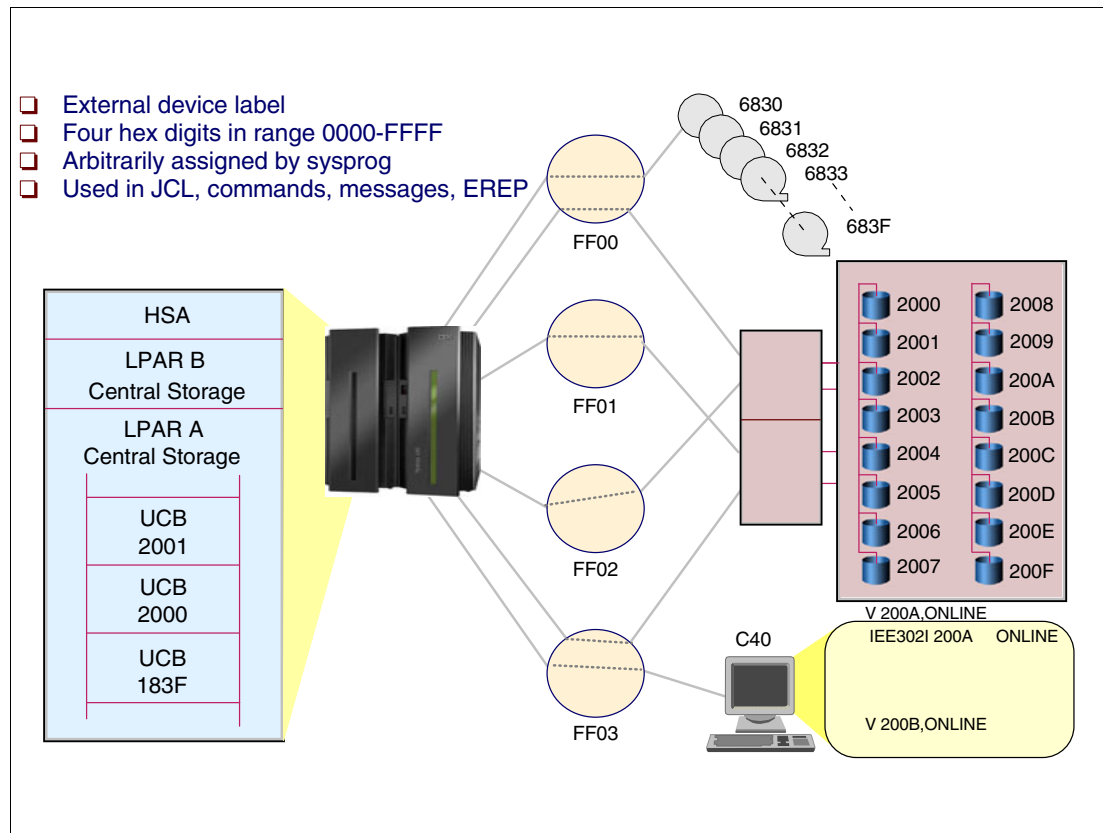 External device label
Four hex digits in range 0000-FFFF
Arbitrarily assigned by sysprog
Used in JCL, commands, messages, EREP
6830
6831
6832
6833
683F
FF00
HSA
LPAR B
Central Storage
LPAR A
Central Storage
UCB
2001
UCB
2000
UCB
183F
FF01
FF02
FF03
2000
2008
2001
2009
2002
200A
2003
200B
2004
200C
2005
200D
2006
200E
2007
200F
V 200A,ONLINE
C40
IEE302I 200A ONLINE
V 200B,ONLINE